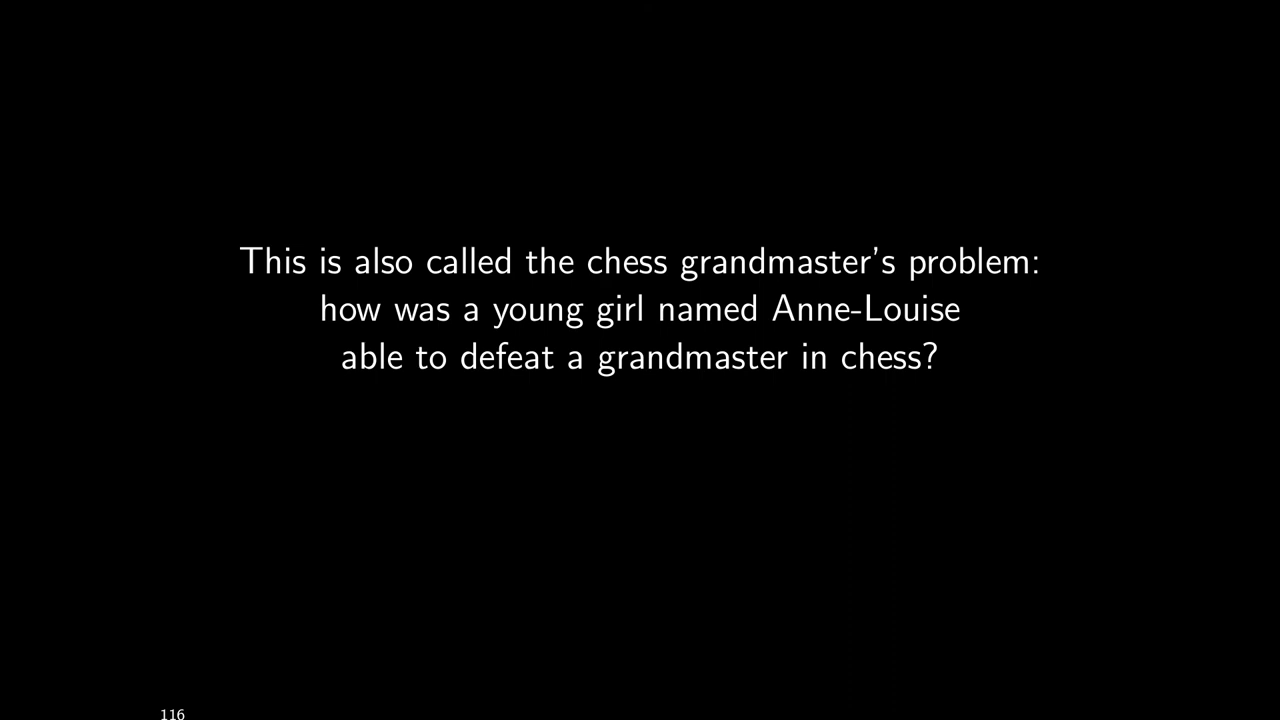 This is also called the chess grandmaster’s problem:
how was a young girl named Anne-Louise
able to defeat a grandmaster in chess?
116